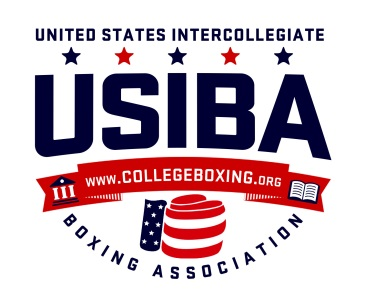 UNITED STATES INTERCOLLEGIATE
USIBA
WWW.COLLEGEBOXING.ORG
BOXING ASSOCIATION